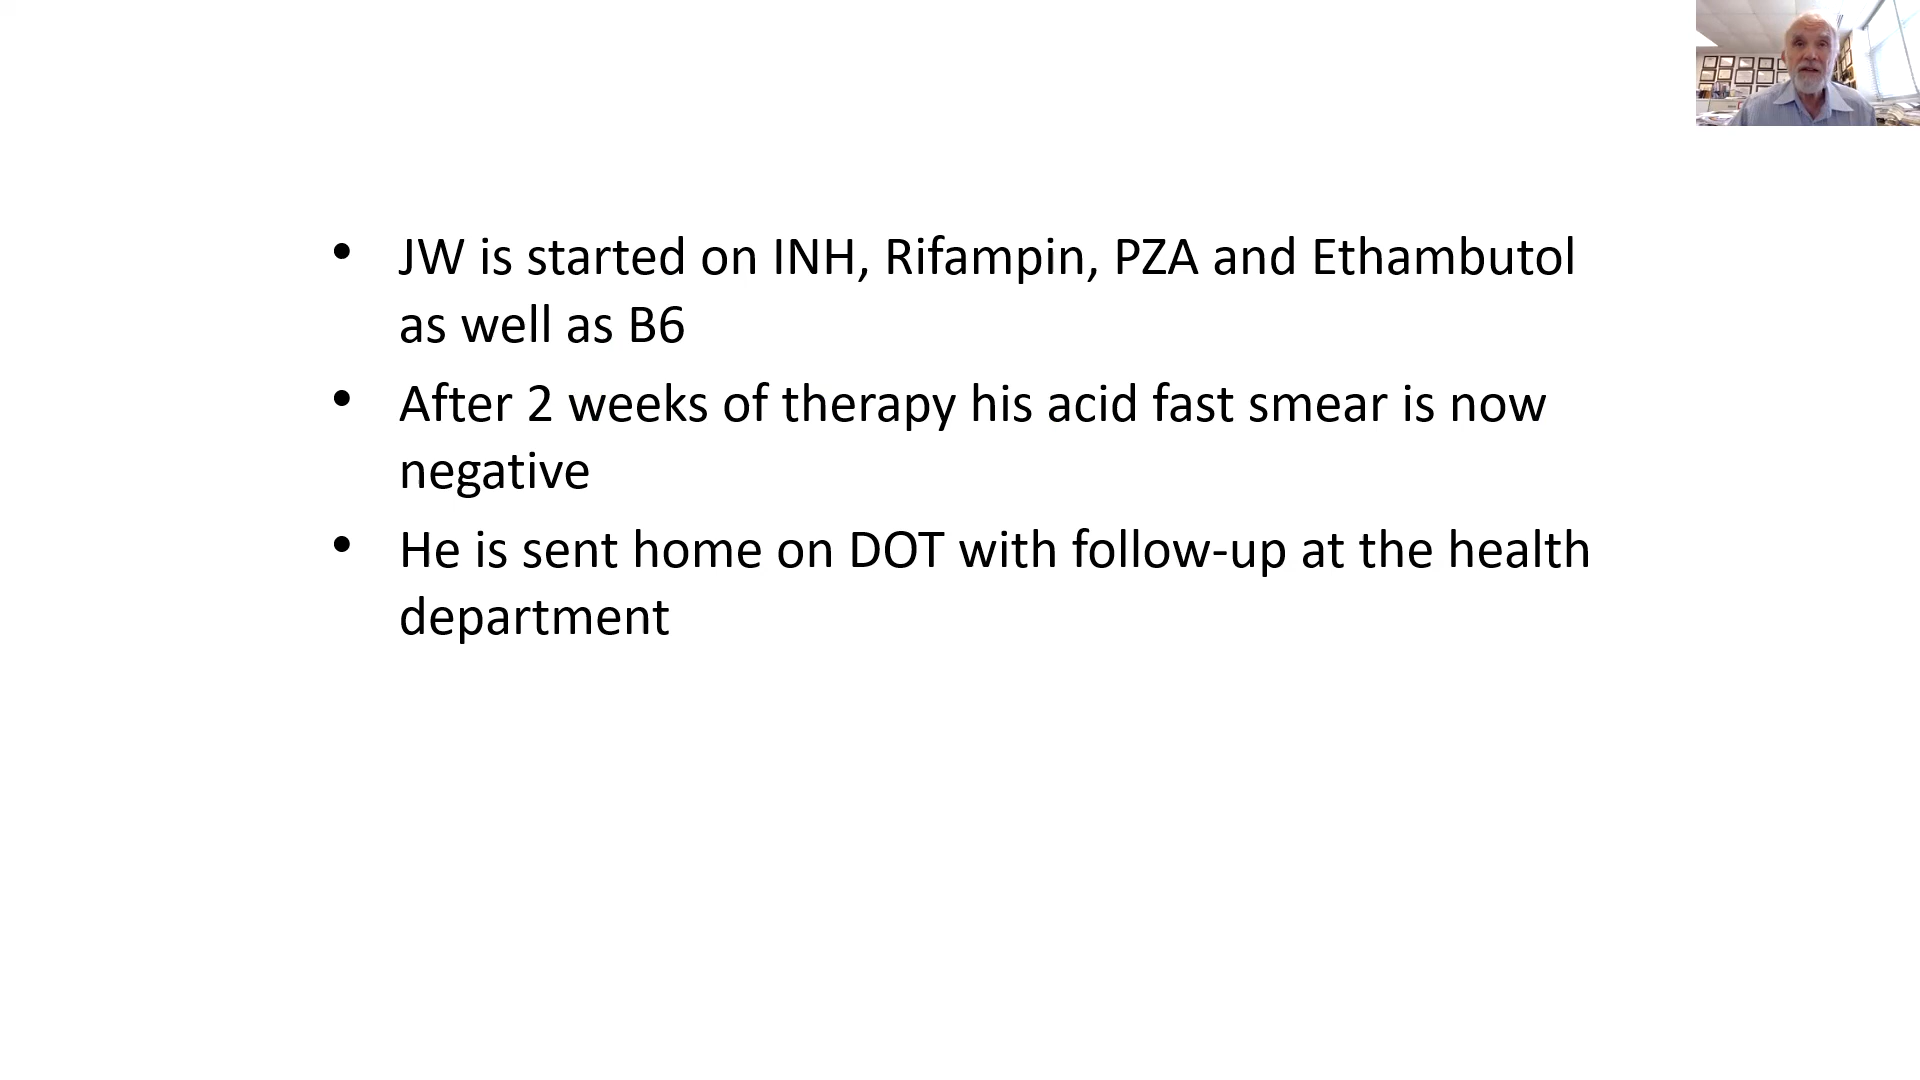 • JW is started on INH, Rifampin, PZA and Ethambutol
as well as B6
• After 2 weeks of therapy his acid fast smear is now
negative
• He is sent home on DOT with follow-up at the health
department